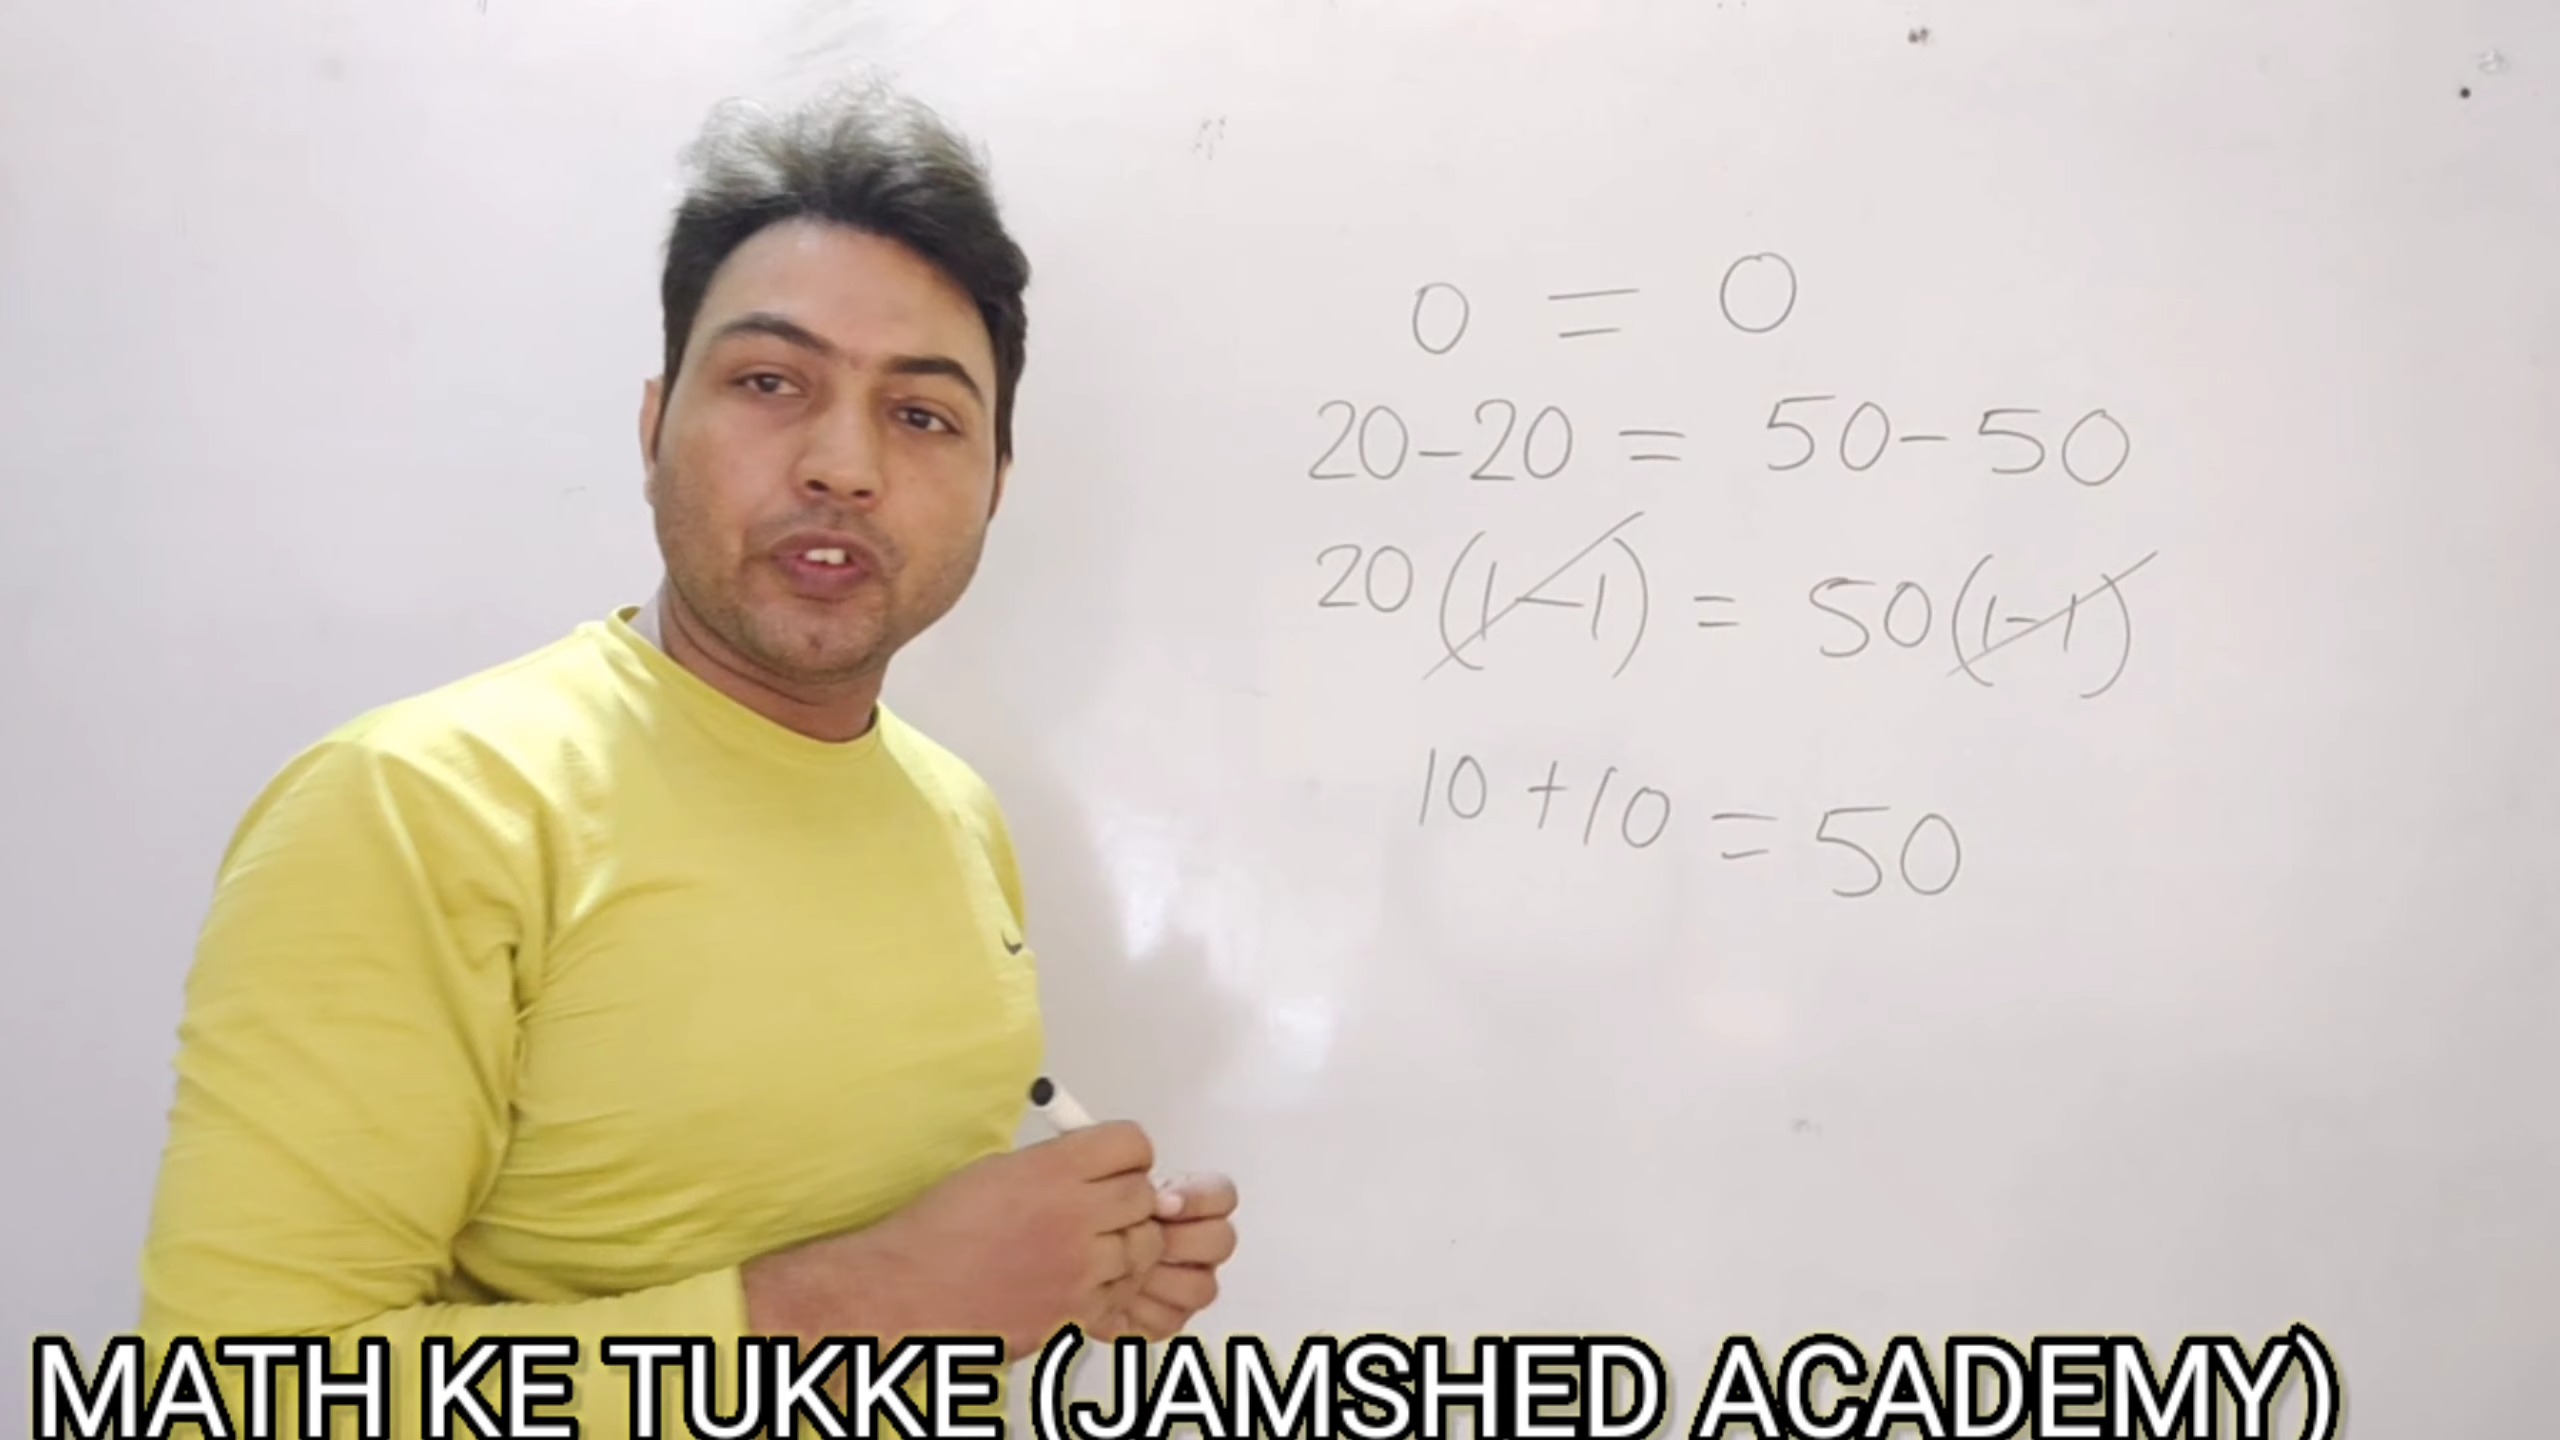 0 = 0
20-20 = 50-50
20(1-1) = 50(1-1)
10+10 = 50
MATH KE TUKKE (JAMSHED ACADEMY)